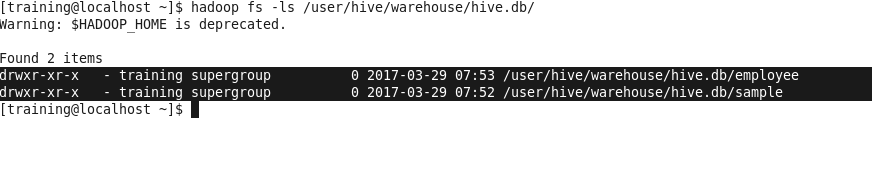 [training@localhost ~]$ hadoop fs -ls /user/hive/warehouse/hive.db/
Warning: $HADOOP_HOME is deprecated.
Found 2 items
drwxr-xr-x   - training supergroup          0 2017-03-29 07:53 /user/hive/warehouse/hive.db/employee
drwxr-xr-x   - training supergroup          0 2017-03-29 07:52 /user/hive/warehouse/hive.db/sample
[training@localhost ~]$